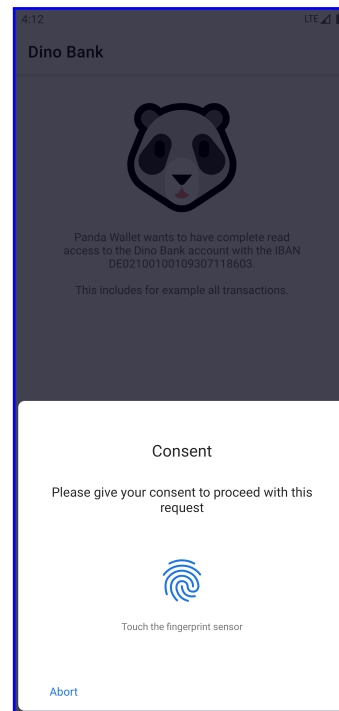 4:12 LTE
Dino Bank
Panda Wallet wants to have complete read
access to the Dino Bank account with the IBAN
DE02100100109307118603.
This includes for example all transactions.
Consent
Please give your consent to proceed with this
request
Touch the fingerprint sensor
Abort